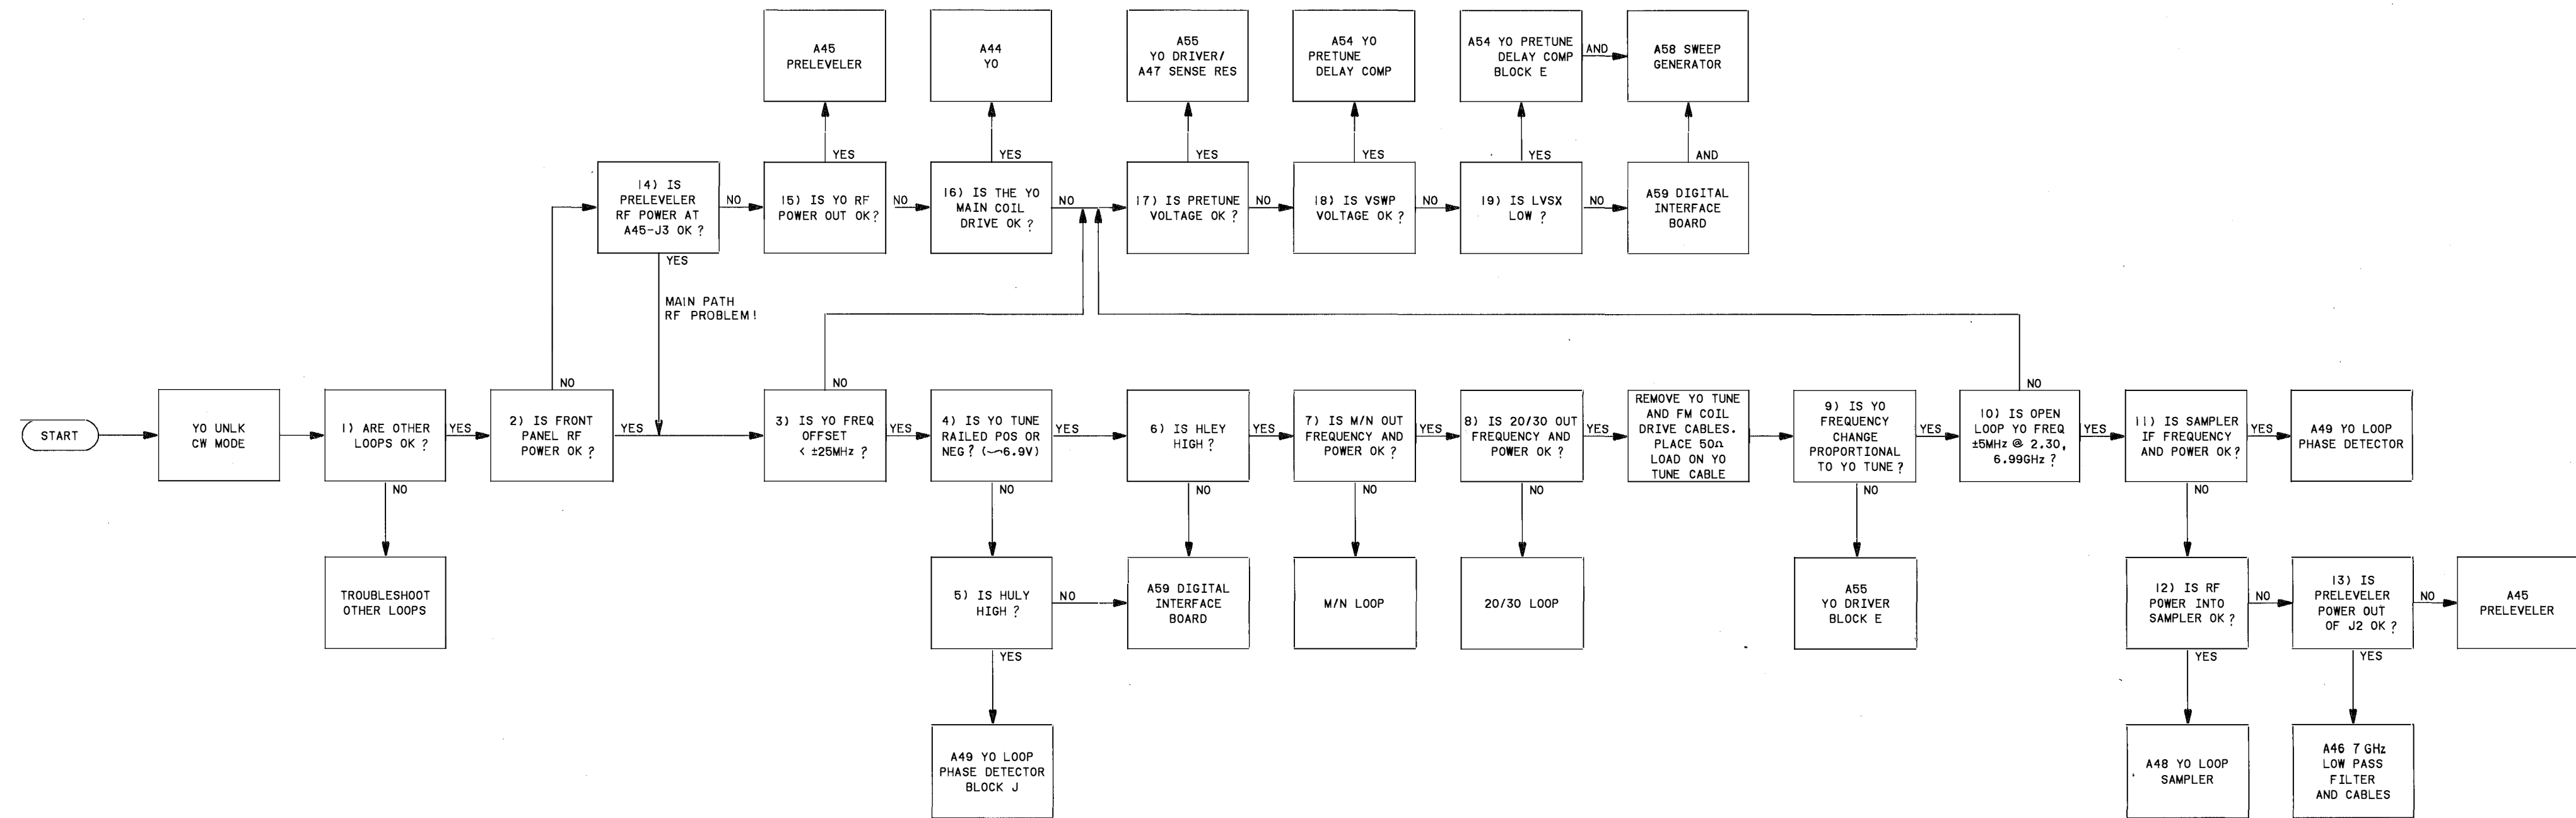 A45
PRELEVELER
A44
YO
A55
YO DRIVER/
A47 SENSE RES
A54 YO
PRETUNE
DELAY COMP
A54 YO PRETUNE
DELAY COMP
BLOCK E
AND
A58 SWEEP
GENERATOR
YES
YES
YES
YES
YES
AND
14) IS
PRELEVELER
RF POWER AT
A45-J3 OK ?
NO
15) IS YO RF
POWER OUT OK?
NO
16) IS THE YO
MAIN COIL
DRIVE OK ?
NO
17) IS PRETUNE
VOLTAGE OK?
NO
18) IS VSWP
VOLTAGE OK?
NO
19) IS LVSX
LOW ?
NO
A59 DIGITAL
INTERFACE
BOARD
YES
MAIN PATH
RF PROBLEM!
NO
NO
NO
START
YO UNLK
CW MODE
1) ARE OTHER
LOOPS OK ?
YES
2) IS FRONT
PANEL RF
POWER OK ?
YES
3) IS YO FREQ
OFFSET
< ±25MHz ?
YES
4) IS YO TUNE
RAILED POS OR
NEG? (~6.9V)
YES
6) IS HLEY
HIGH?
YES
7) IS M/N OUT
FREQUENCY AND
POWER OK ?
YES
8) IS 20/30 OUT
FREQUENCY AND
POWER OK ?
YES
REMOVE YO TUNE
AND FM COIL
DRIVE CABLES.
PLACE 50Ω
LOAD ON YO
TUNE CABLE
9) IS YO
FREQUENCY
CHANGE
PROPORTIONAL
TO YO TUNE?
YES
10) IS OPEN
LOOP YO FREQ
±5MHz @ 2.30,
6.99GHz ?
YES
11) IS SAMPLER
IF FREQUENCY
AND POWER OK?
YES
A49 YO LOOP
PHASE DETECTOR
NO
NO
NO
NO
NO
NO
NO
TROUBLESHOOT
OTHER LOOPS
5) IS HULY
HIGH ?
NO
A59 DIGITAL
INTERFACE
BOARD
M/N LOOP
20/30 LOOP
A55
YO DRIVER
BLOCK E
12) IS RF
POWER INTO
SAMPLER OK?
NO
13) IS
PRELEVELER
POWER OUT
OF J2 OK ?
NO
A45
PRELEVELER
YES
YES
YES
A49 YO LOOP
PHASE DETECTOR
BLOCK J
A48 YO LOOP
SAMPLER
A46 7 GHz
LOW PASS
FILTER
AND CABLES